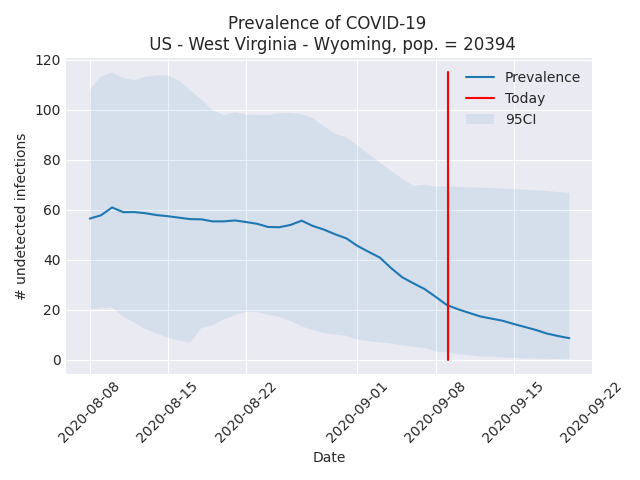 Prevalence of COVID-19
US - West Virginia - Wyoming, pop. = 20394
120
100
80
60
40
20
0
# undetected infections
Prevalence
Today
95CI
2020-08-08
2020-08-15
2020-08-22
2020-09-01
2020-09-08
2020-09-15
2020-09-22
Date